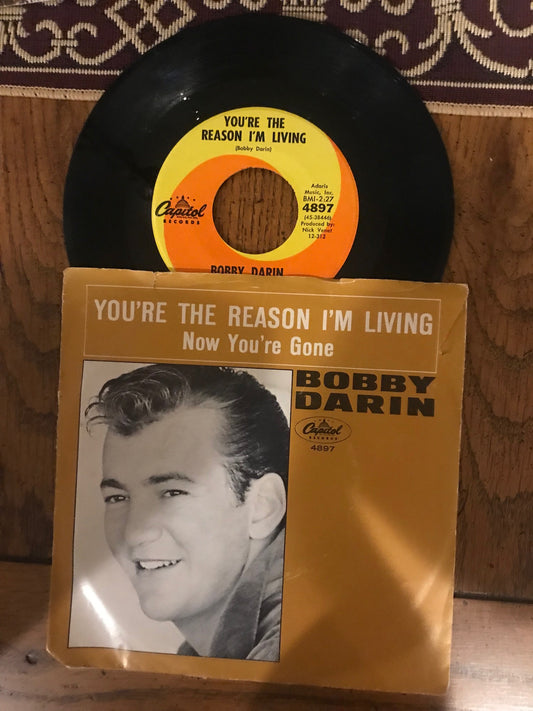 YOU'RE THE
REASON I'M LIVING
(Bobby Darin)
Capitol
RECORDS
Adaris
Music, Inc.
BMI-2:27
4897
(45-38446)
Produced by:
Nick Venet
12-312
BOBBY DARIN
YOU'RE THE REASON I'M LIVING
Now You're Gone
BOBBY
DARIN
Capitol
RECORDS
4897